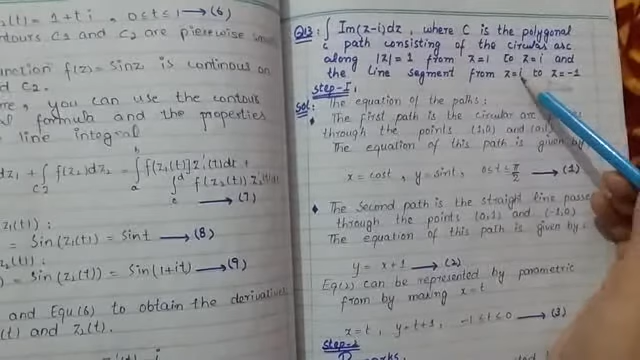 z2(t) = 1 + t i , 0≤t≤1 → (6)
contours C1 and C2 are piecewise
function f(z) = sinz is continous on
C2.
you can use the contous
formula and the properties
line integral
dz1 + ∫C2 f(z2) dz2 = ∫ab f(z1(t)) z1'(t) dt +
∫cd f(z2(t)) z2'(t) dt
→ (7)
z1(t) :
= Sin(z1(t)) = Sint → (8)
z2(t) :
) = Sin(z2(t)) = Sin(1+it) → (9)
and Equ(6) to obtain the derivatives
(t) and z2(t).
Q13: ∫c Im(z-i)dz , where C is the polygonal
path consisting of the circular arc
along |z|=1 from z=1 to z=i and
the line segment from z=i to z=-1
Step-I,
Sol: The equation of the paths:
The first path is the circular arc
through the points (1,0) and
The equation of this path is given by
x = cost , y = sint, 0≤t≤π/2 → (1)
The second path is the straight line passe
through the points (0,1) and (-1,0)
The equation of this path is given by:
y = x+1 → (2)
Eq(2) can be represented by parametric
from by making x=t
x=t , y=t+1, -1≤t≤0 → (3)
Step-2